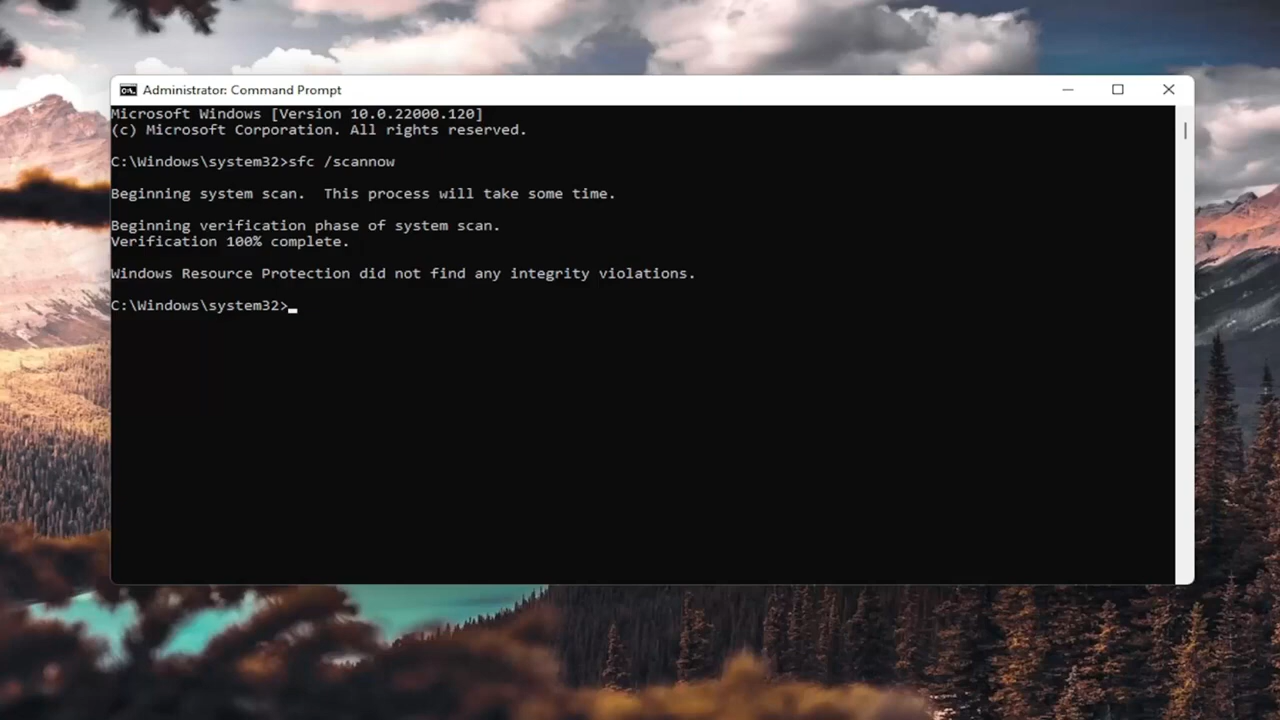 Administrator: Command Prompt
Microsoft Windows [Version 10.0.22000.120]
(c) Microsoft Corporation. All rights reserved.
C:\Windows\system32>sfc /scannow
Beginning system scan.  This process will take some time.
Beginning verification phase of system scan.
Verification 100% complete.
Windows Resource Protection did not find any integrity violations.
C:\Windows\system32>